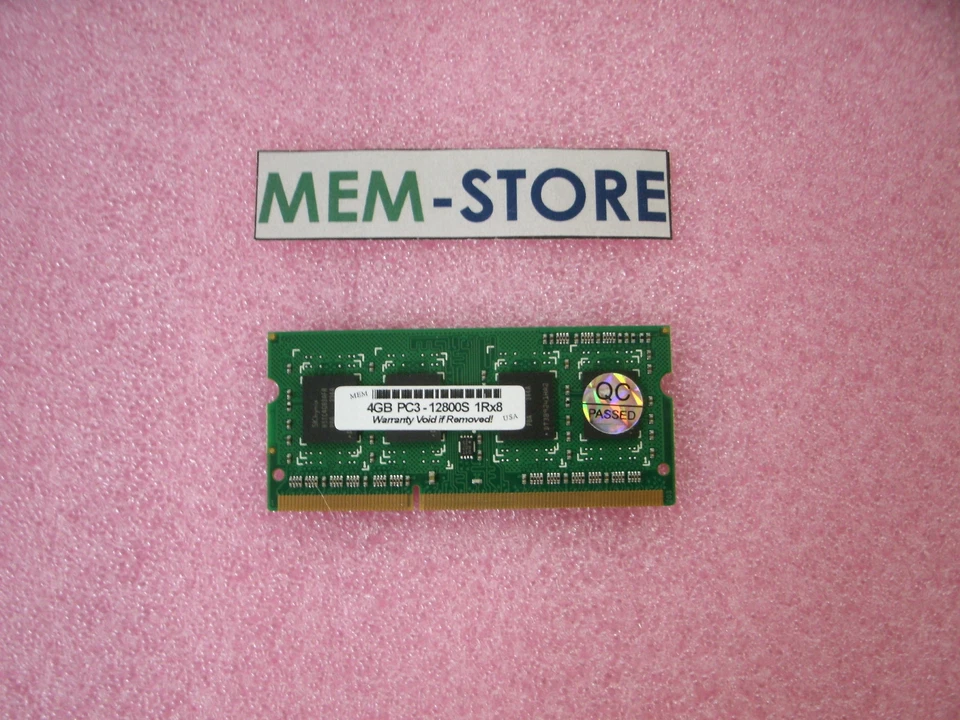 MEM-STORE
MEM
4GB PC3-12800S 1Rx8
Warranty Void if Removed!
USA
QC
PASSED